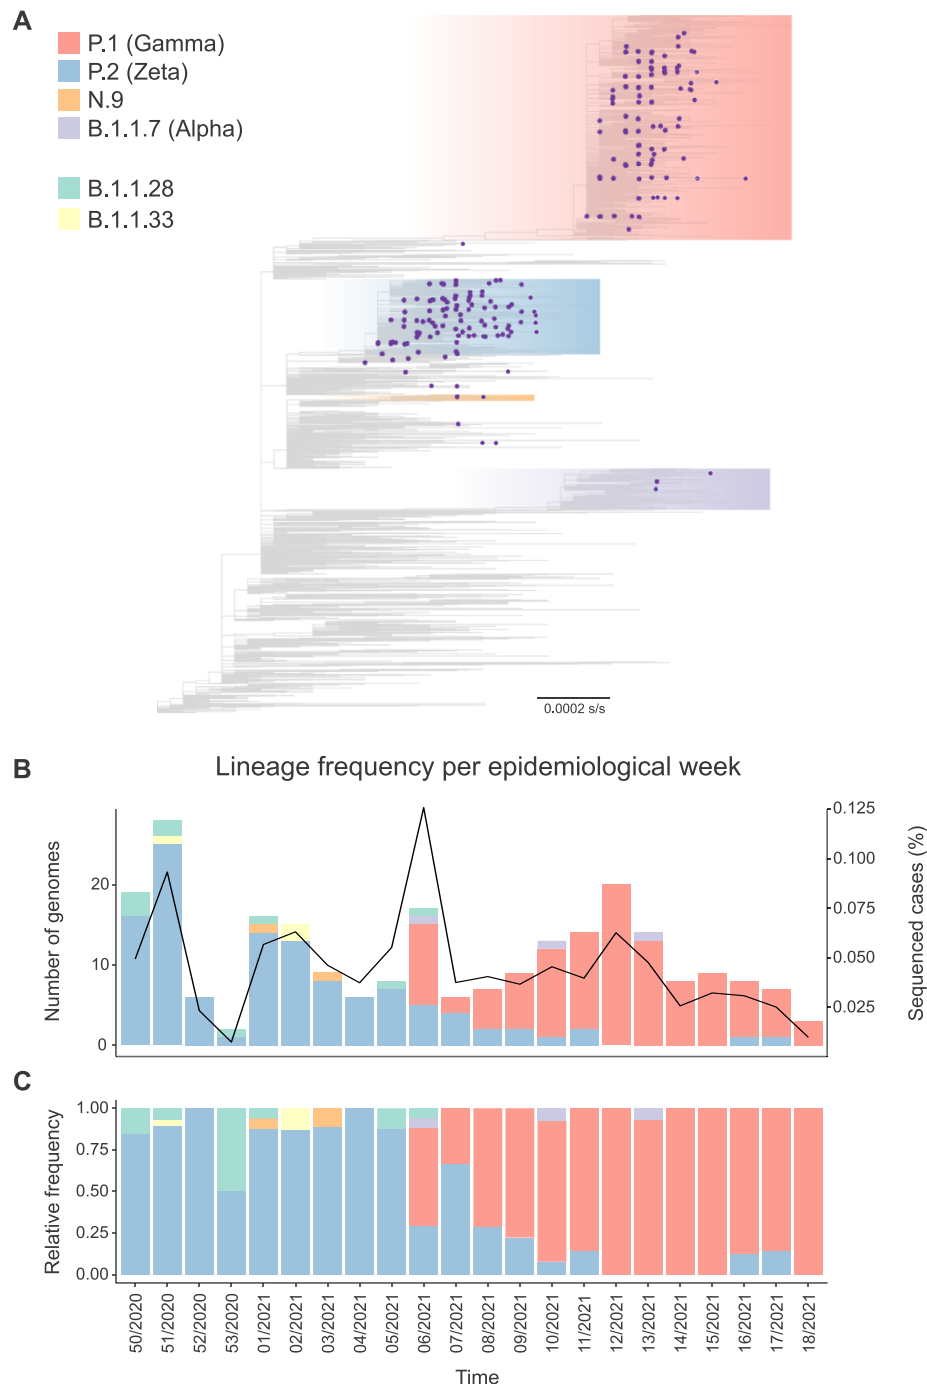 A
P.1 (Gamma)
P.2 (Zeta)
N.9
B.1.1.7 (Alpha)
B.1.1.28
B.1.1.33
0.0002 s/s
B
Lineage frequency per epidemiological week
Number of genomes
20
10
0
0.125
0.100
0.075
0.050
0.025
Sequenced cases (%)
C
Relative frequency
1.00
0.75
0.50
0.25
0.00
50/2020
51/2020
52/2020
53/2020
01/2021
02/2021
03/2021
04/2021
05/2021
06/2021
07/2021
08/2021
09/2021
10/2021
11/2021
12/2021
13/2021
14/2021
15/2021
16/2021
17/2021
18/2021
Time